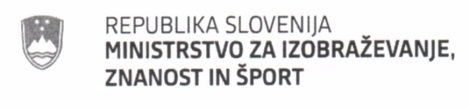 REPUBLIKA SLOVENIJA
MINISTRSTVO ZA IZOBRAŽEVANJE,
ZNANOST IN ŠPORT